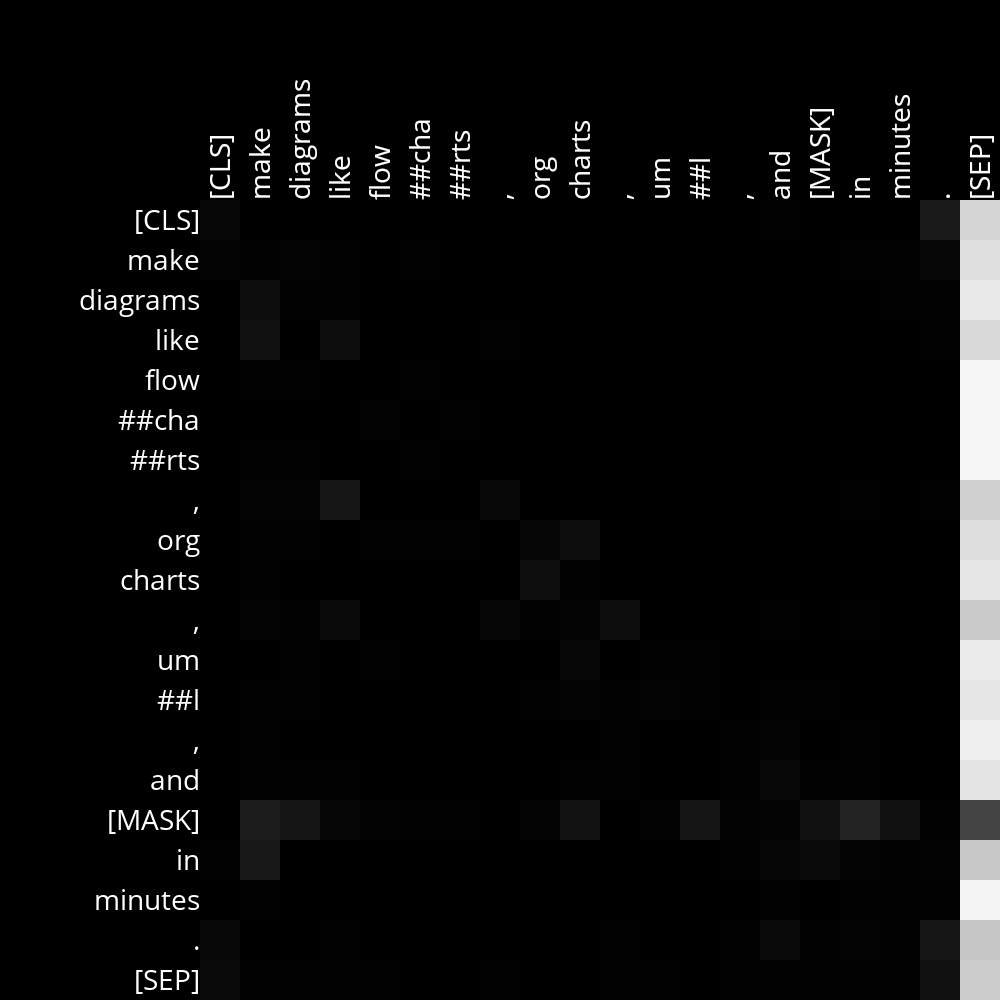 [CLS] make diagrams like flow ##cha ##rts , org charts , um ##l , and [MASK] in minutes . [SEP]
[CLS]
make
diagrams
like
flow
##cha
##rts
,
org
charts
,
um
##l
,
and
[MASK]
in
minutes
.
[SEP]